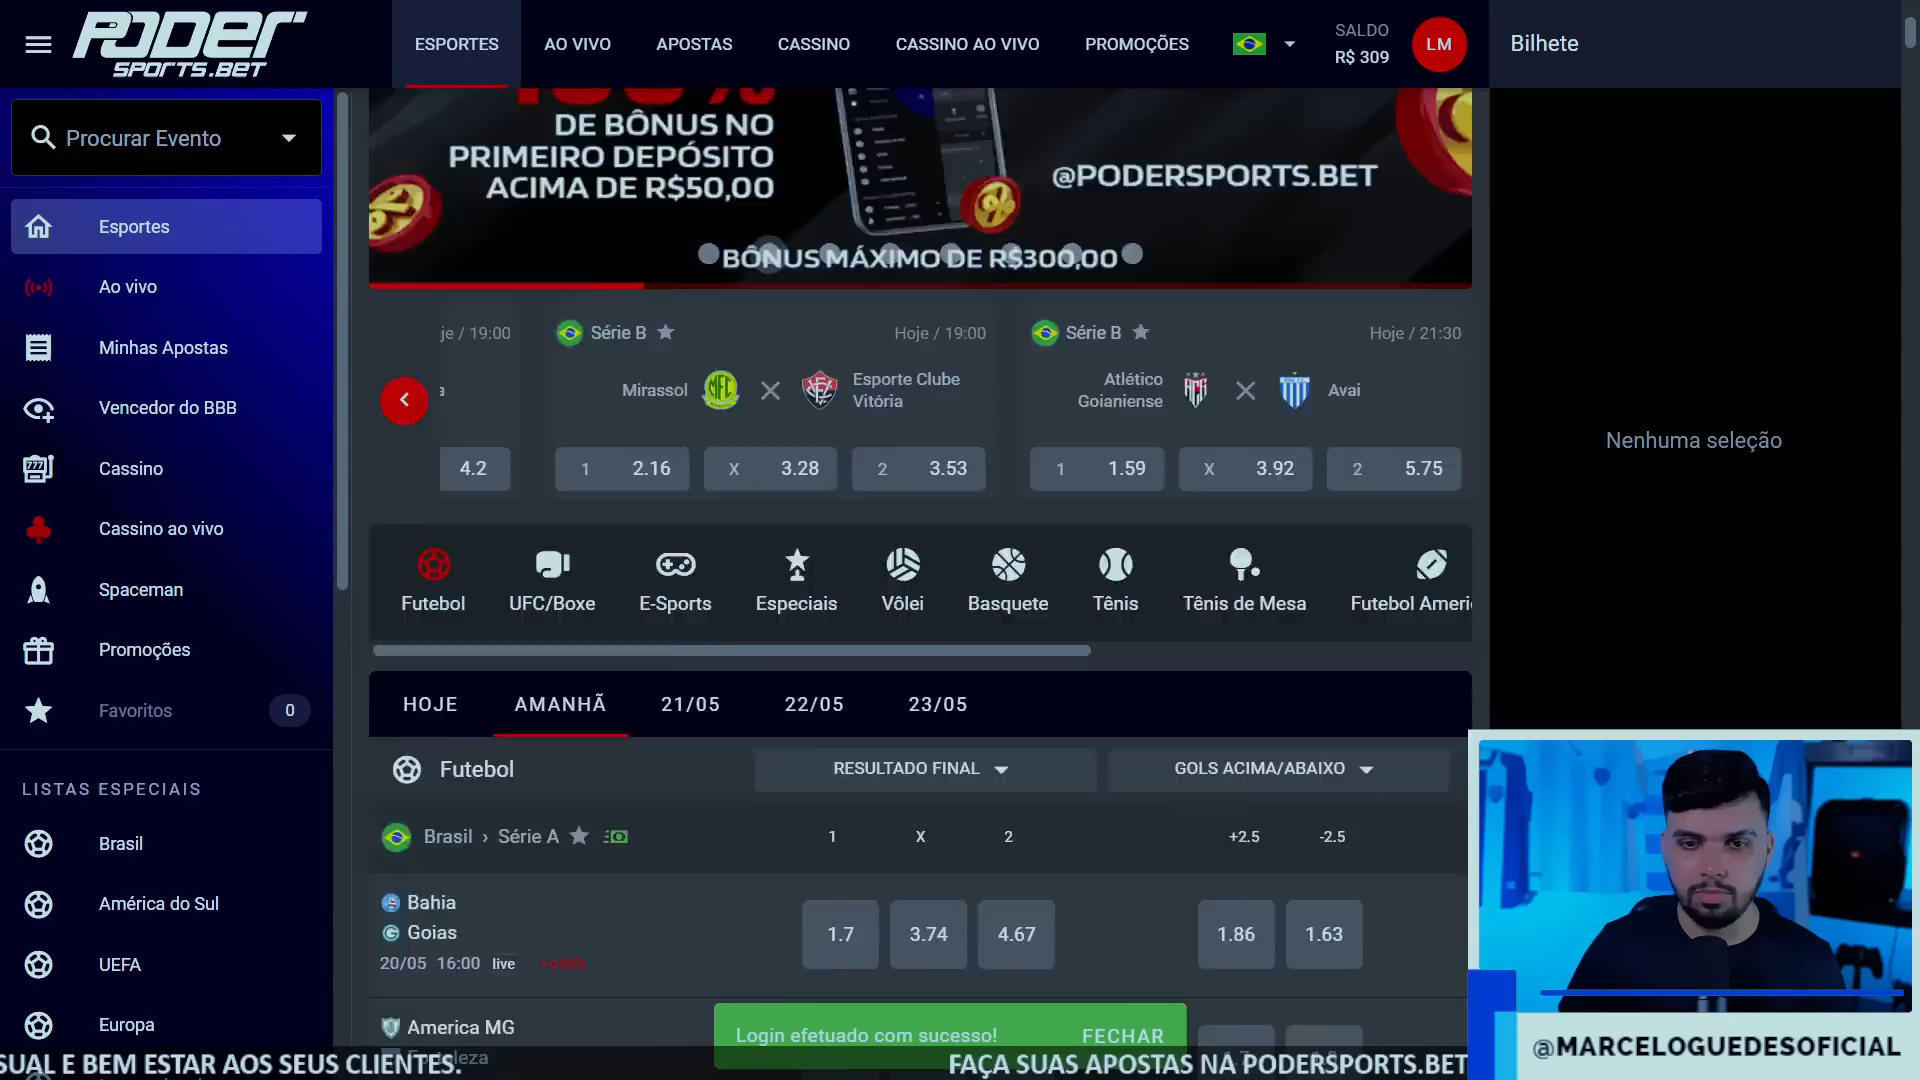 PODER
SPORTS.BET
ESPORTES
AO VIVO
APOSTAS
CASSINO
CASSINO AO VIVO
PROMOÇÕES
SALDO
R$ 309
LM
Bilhete
Procurar Evento
Esportes
Ao vivo
Minhas Apostas
Vencedor do BBB
Cassino
Cassino ao vivo
Spaceman
Promoções
Favoritos
0
LISTAS ESPECIAIS
Brasil
América do Sul
UEFA
Europa
100%
DE BÔNUS NO
PRIMEIRO DEPÓSITO
ACIMA DE R$50,00
@PODERSPORTS.BET
BÔNUS MÁXIMO DE R$300,00
je / 19:00
a
4.2
Série B
Hoje / 19:00
Mirassol
Esporte Clube
Vitória
1 2.16
X 3.28
2 3.53
Série B
Hoje / 21:30
Atlético
Goianiense
Avai
1 1.59
X 3.92
2 5.75
Futebol
UFC/Boxe
E-Sports
Especiais
Vôlei
Basquete
Tênis
Tênis de Mesa
Futebol Ameri
HOJE
AMANHÃ
21/05
22/05
23/05
Futebol
RESULTADO FINAL
GOLS ACIMA/ABAIXO
Brasil › Série A
1 X 2
+2.5 -2.5
Bahia
Goias
20/05 16:00 live +odds
1.7 3.74 4.67
1.86 1.63
America MG
Fortaleza
Login efetuado com sucesso!
FECHAR
Nenhuma seleção
SUAL E BEM ESTAR AOS SEUS CLIENTES.
FAÇA SUAS APOSTAS NA PODERSPORTS.BET
@MARCELOGUEDESOFICIAL